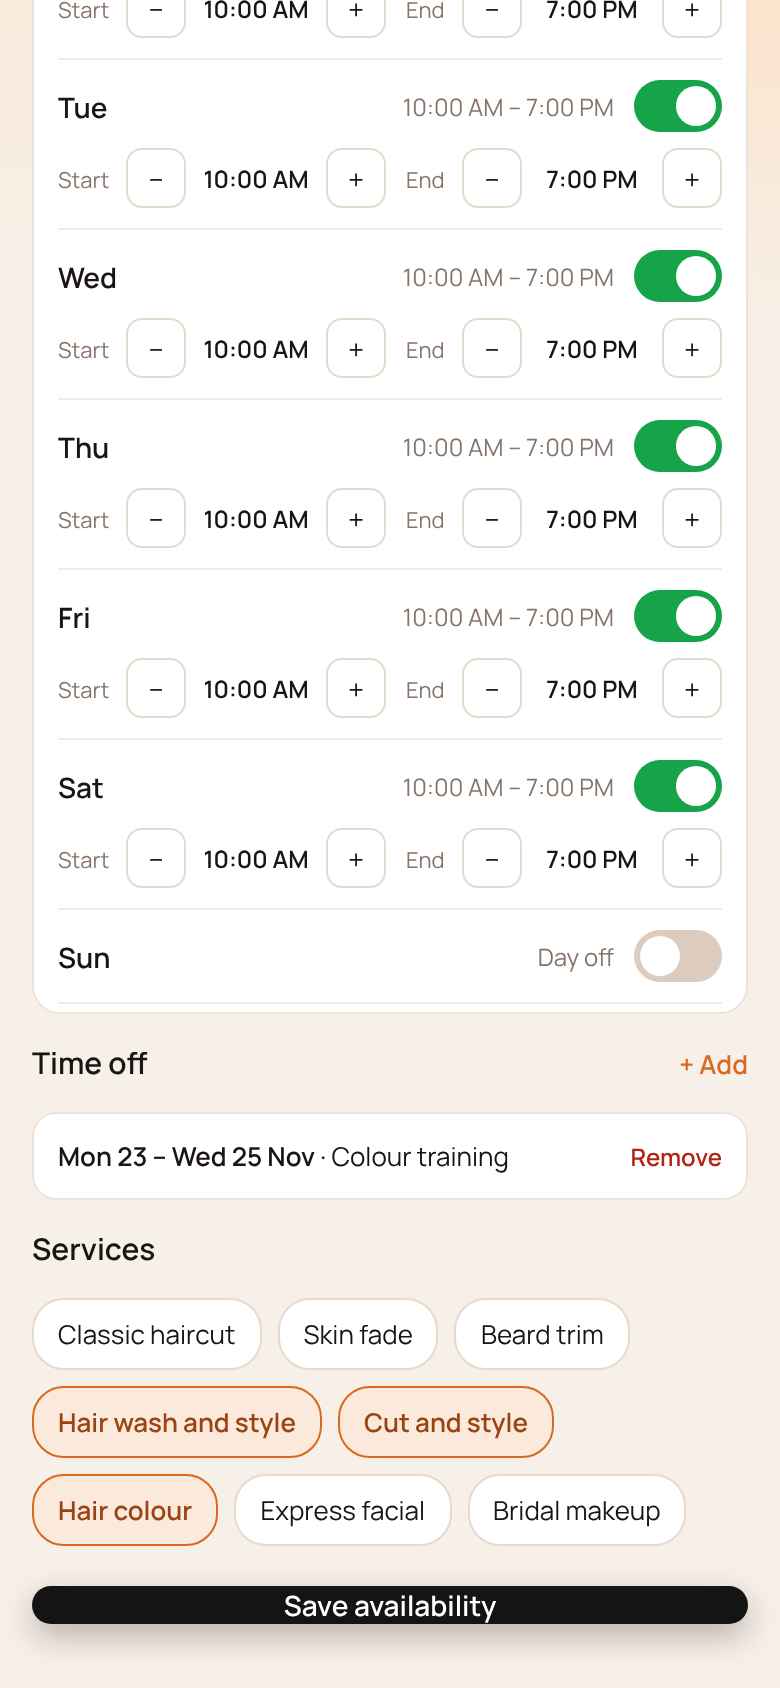 Start − 10:00 AM + End − 7:00 PM +
Tue 10:00 AM – 7:00 PM
Start − 10:00 AM + End − 7:00 PM +
Wed 10:00 AM – 7:00 PM
Start − 10:00 AM + End − 7:00 PM +
Thu 10:00 AM – 7:00 PM
Start − 10:00 AM + End − 7:00 PM +
Fri 10:00 AM – 7:00 PM
Start − 10:00 AM + End − 7:00 PM +
Sat 10:00 AM – 7:00 PM
Start − 10:00 AM + End − 7:00 PM +
Sun Day off
Time off + Add
Mon 23 – Wed 25 Nov · Colour training Remove
Services
Classic haircut Skin fade Beard trim
Hair wash and style Cut and style
Hair colour Express facial Bridal makeup
Save availability